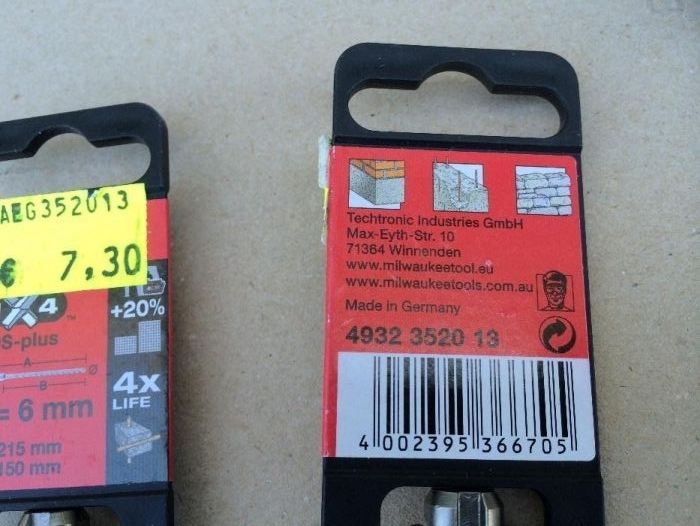 AEG352013
€ 7,30
X4™
+20%
DS-plus
A
Ø
B
4x
LIFE
= 6 mm
215 mm
150 mm
Techtronic Industries GmbH
Max-Eyth-Str. 10
71364 Winnenden
www.milwaukeetool.eu
www.milwaukeetools.com.au
Made in Germany
4932 3520 13
4 002395 366705